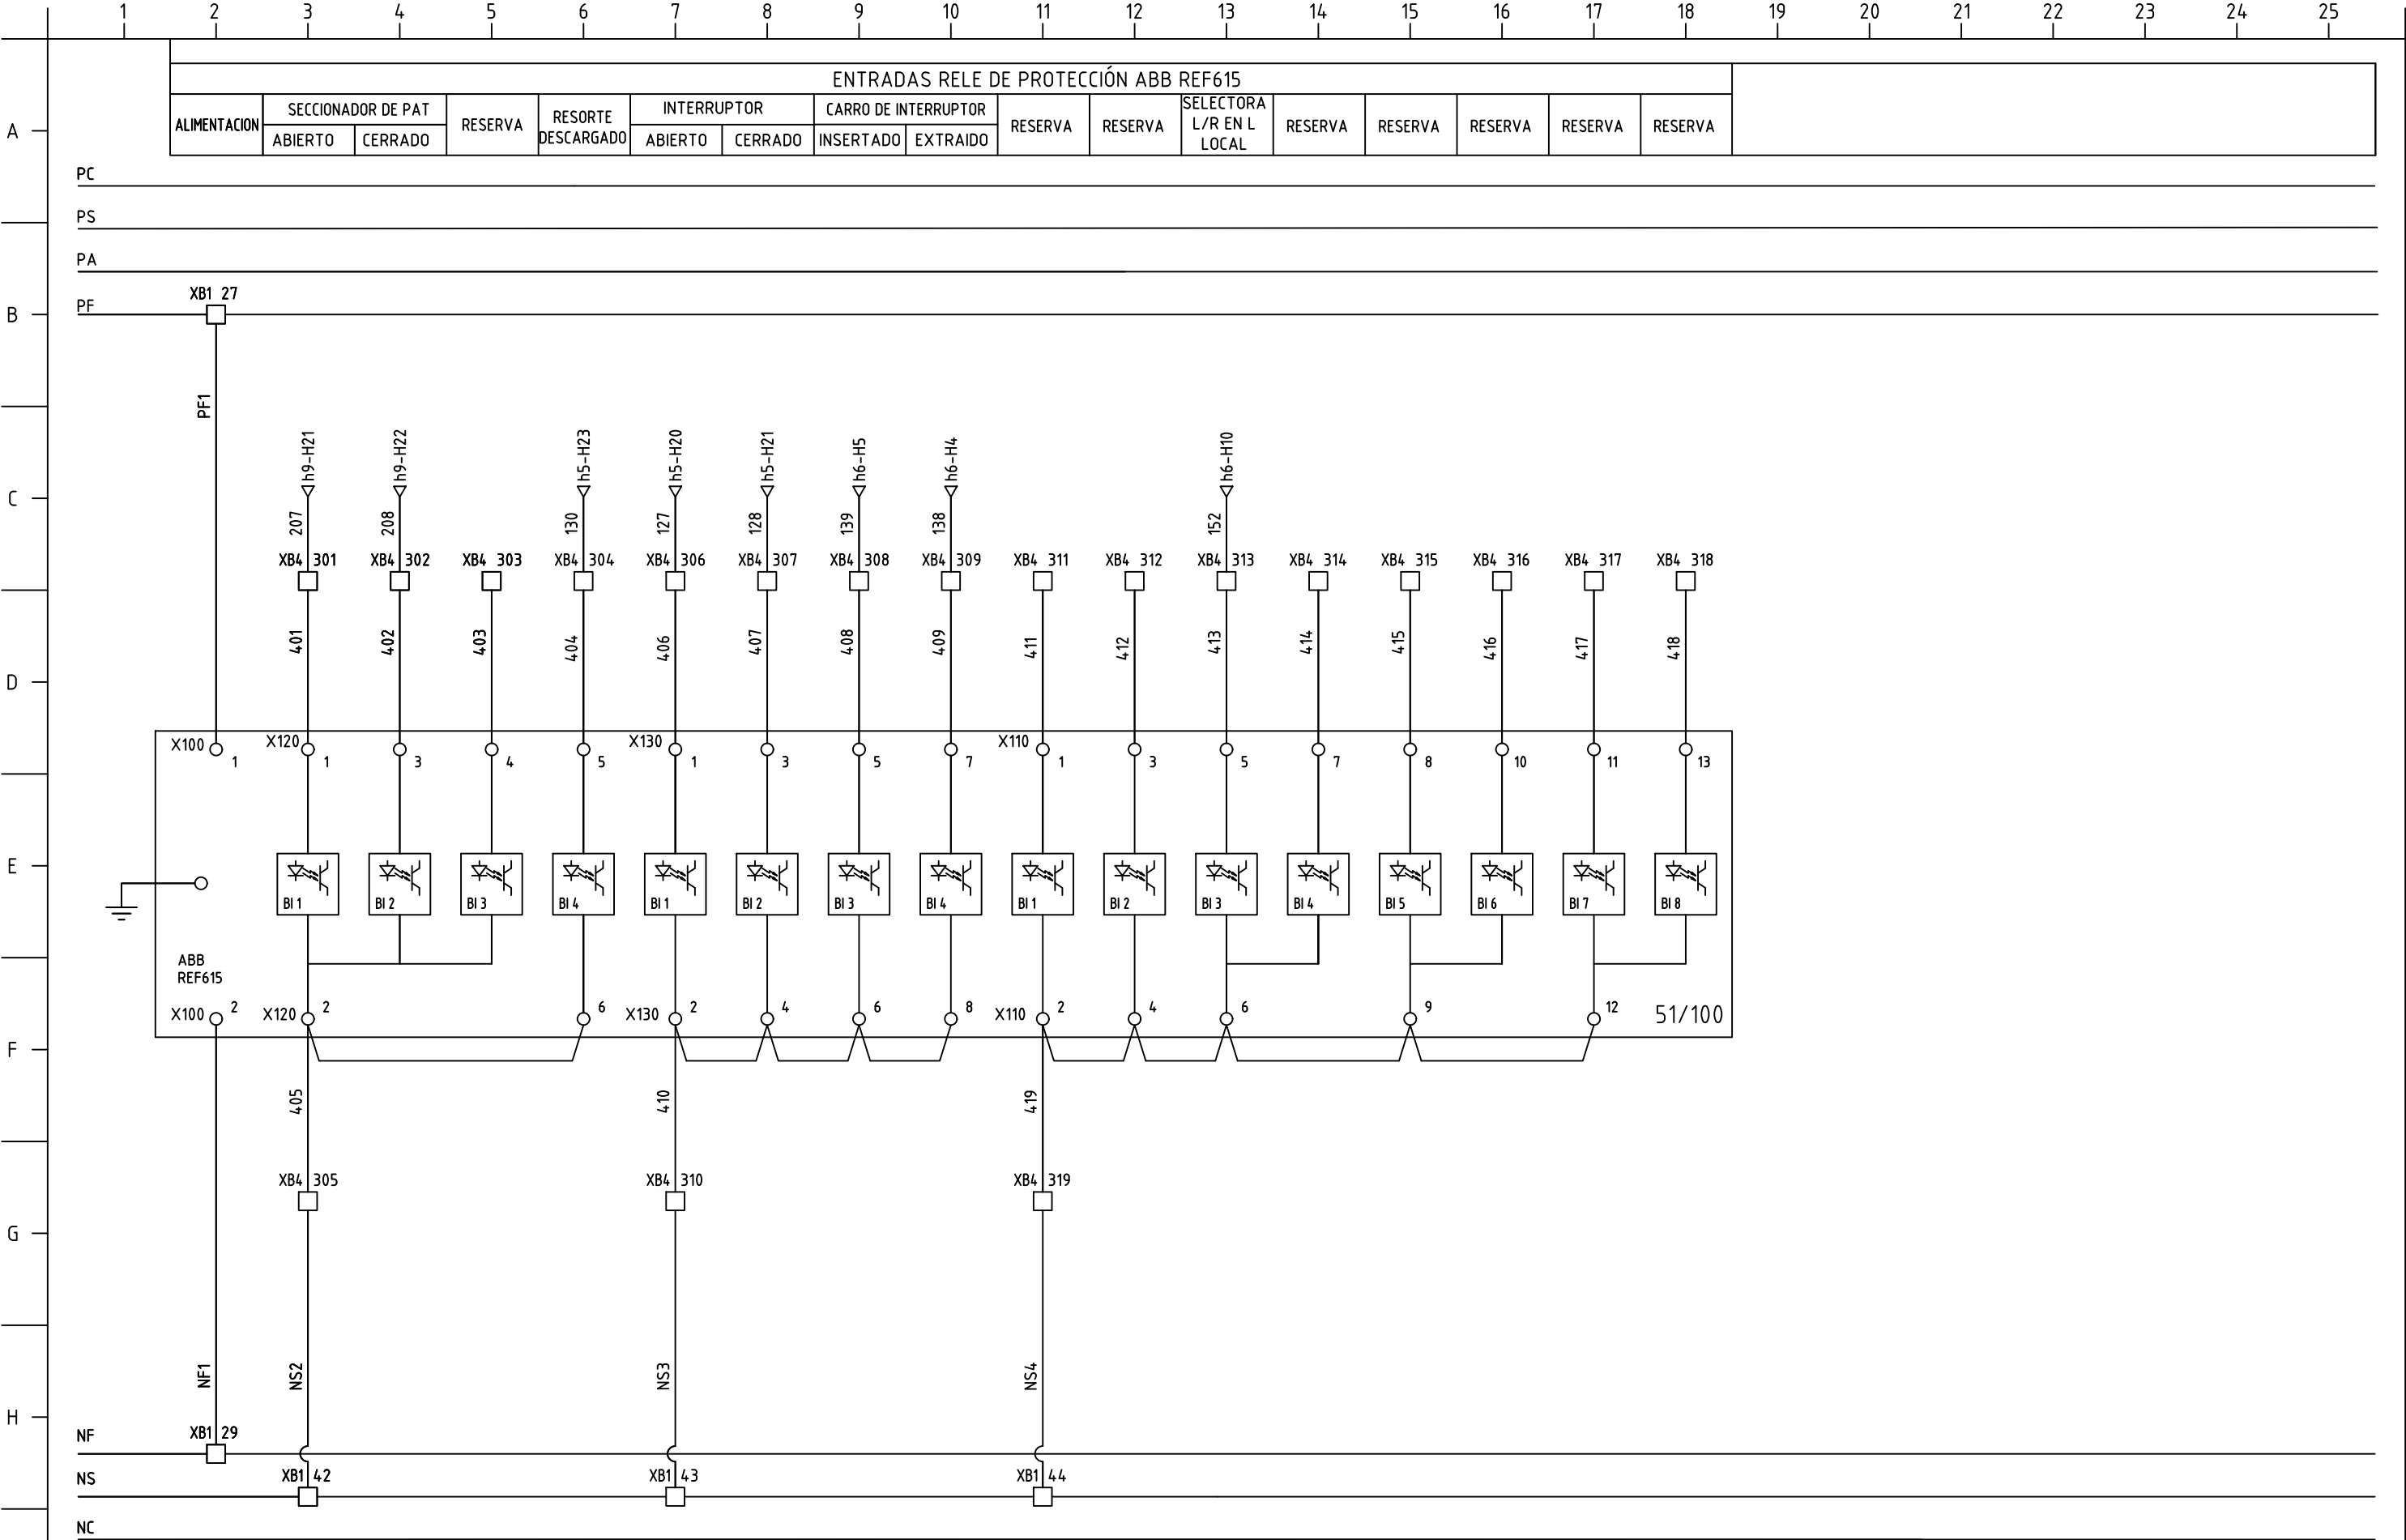 1 2 3 4 5 6 7 8 9 10 11 12 13 14 15 16 17 18 19 20 21 22 23 24 25
ENTRADAS RELE DE PROTECCIÓN ABB REF615
ALIMENTACION
SECCIONADOR DE PAT
ABIERTO CERRADO
RESERVA
RESORTE
DESCARGADO
INTERRUPTOR
ABIERTO CERRADO
CARRO DE INTERRUPTOR
INSERTADO EXTRAIDO
RESERVA
RESERVA
SELECTORA
L/R EN L
LOCAL
RESERVA
RESERVA
RESERVA
RESERVA
RESERVA
A
PC
PS
PA
XB1 27
PF
B
PF1
h9-H21 h9-H22 h5-H23 h5-H20 h5-H21 h6-H5 h6-H4 h6-H10
C
207 208 130 127 128 139 138 152
XB4 301 XB4 302 XB4 303 XB4 304 XB4 306 XB4 307 XB4 308 XB4 309 XB4 311 XB4 312 XB4 313 XB4 314 XB4 315 XB4 316 XB4 317 XB4 318
401 402 403 404 406 407 408 409 411 412 413 414 415 416 417 418
D
X100 X120 X130 X110
1 1 3 4 5 1 3 5 7 1 3 5 7 8 10 11 13
E
BI 1 BI 2 BI 3 BI 4 BI 1 BI 2 BI 3 BI 4 BI 1 BI 2 BI 3 BI 4 BI 5 BI 6 BI 7 BI 8
ABB
REF615
X100 2 X120 2 6 X130 2 4 6 8 X110 2 4 6 9 12 51/100
F
405 410 419
XB4 305 XB4 310 XB4 319
G
NF1 NS2 NS3 NS4
H
NF XB1 29
NS XB1 42 XB1 43 XB1 44
NC